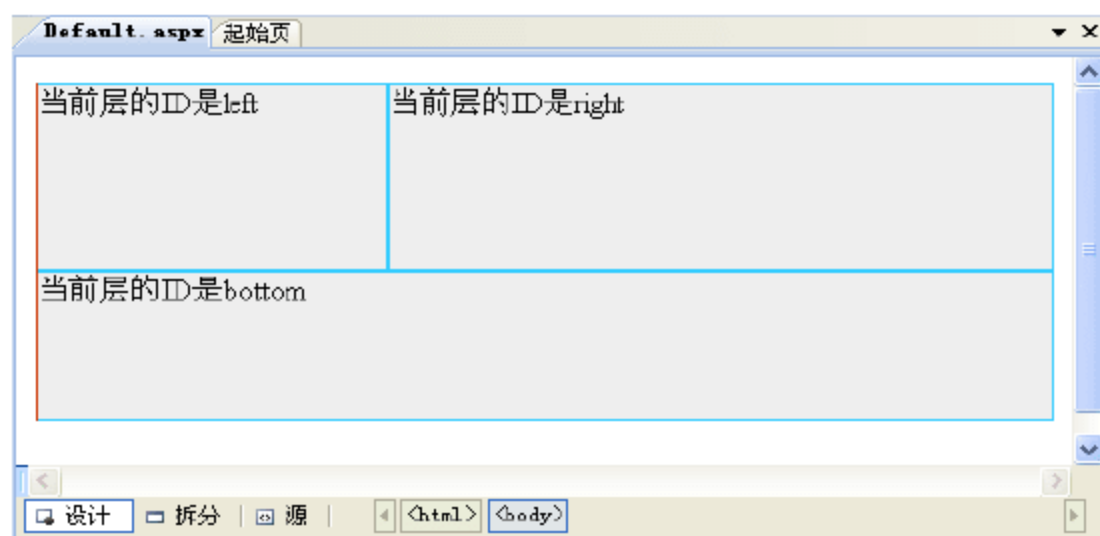 Default.aspx 起始页
当前层的ID是left 当前层的ID是right
当前层的ID是bottom
设计 拆分 源 <html> <body>